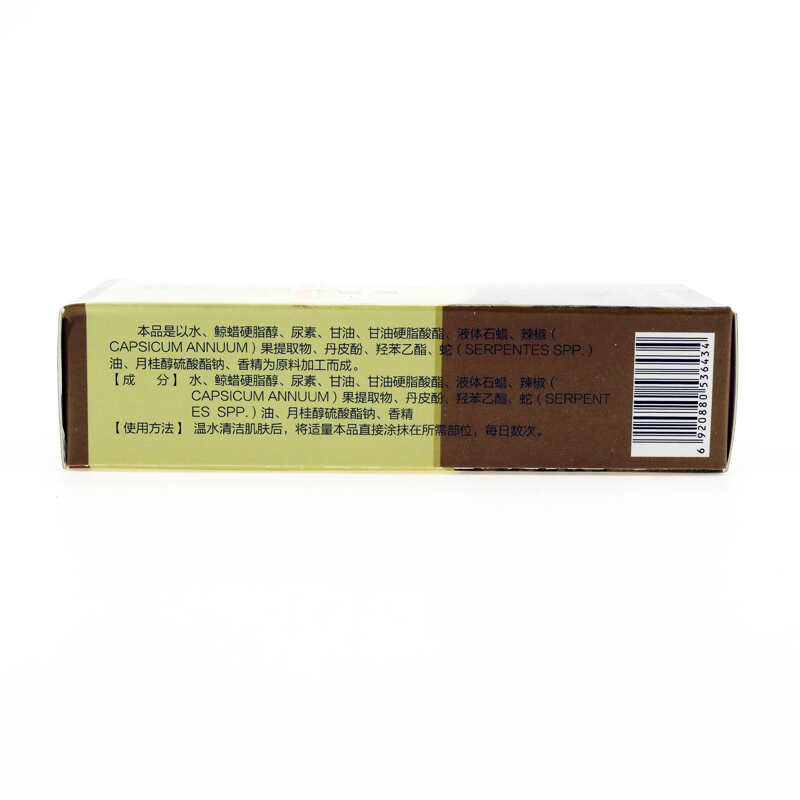 本品是以水、鲸蜡硬脂醇、尿素、甘油、甘油硬脂酸酯、液体石蜡、辣椒（
CAPSICUM ANNUUM）果提取物、丹皮酚、羟苯乙酯、蛇（SERPENTES SPP.）
油、月桂醇硫酸酯钠、香精为原料加工而成。
【成 分】水、鲸蜡硬脂醇、尿素、甘油、甘油硬脂酸酯、液体石蜡、辣椒（
CAPSICUM ANNUUM）果提取物、丹皮酚、羟苯乙酯、蛇（SERPENT
ES SPP.）油、月桂醇硫酸酯钠、香精
【使用方法】温水清洁肌肤后，将适量本品直接涂抹在所需部位，每日数次。
6 920880 536434